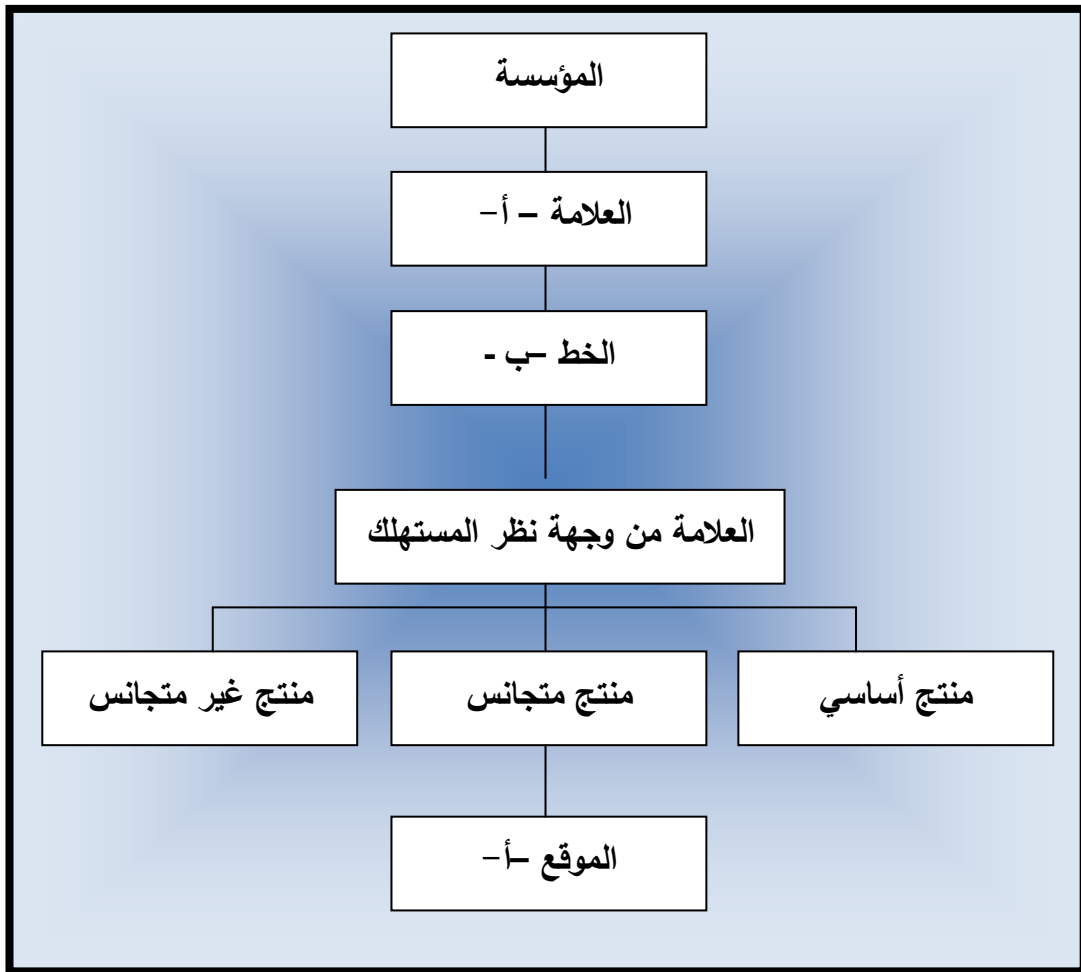 المؤسسة
العلامة – أ-
الخط –ب -
العلامة من وجهة نظر المستهلك
منتج أساسي
منتج متجانس
منتج غير متجانس
الموقع –أ-